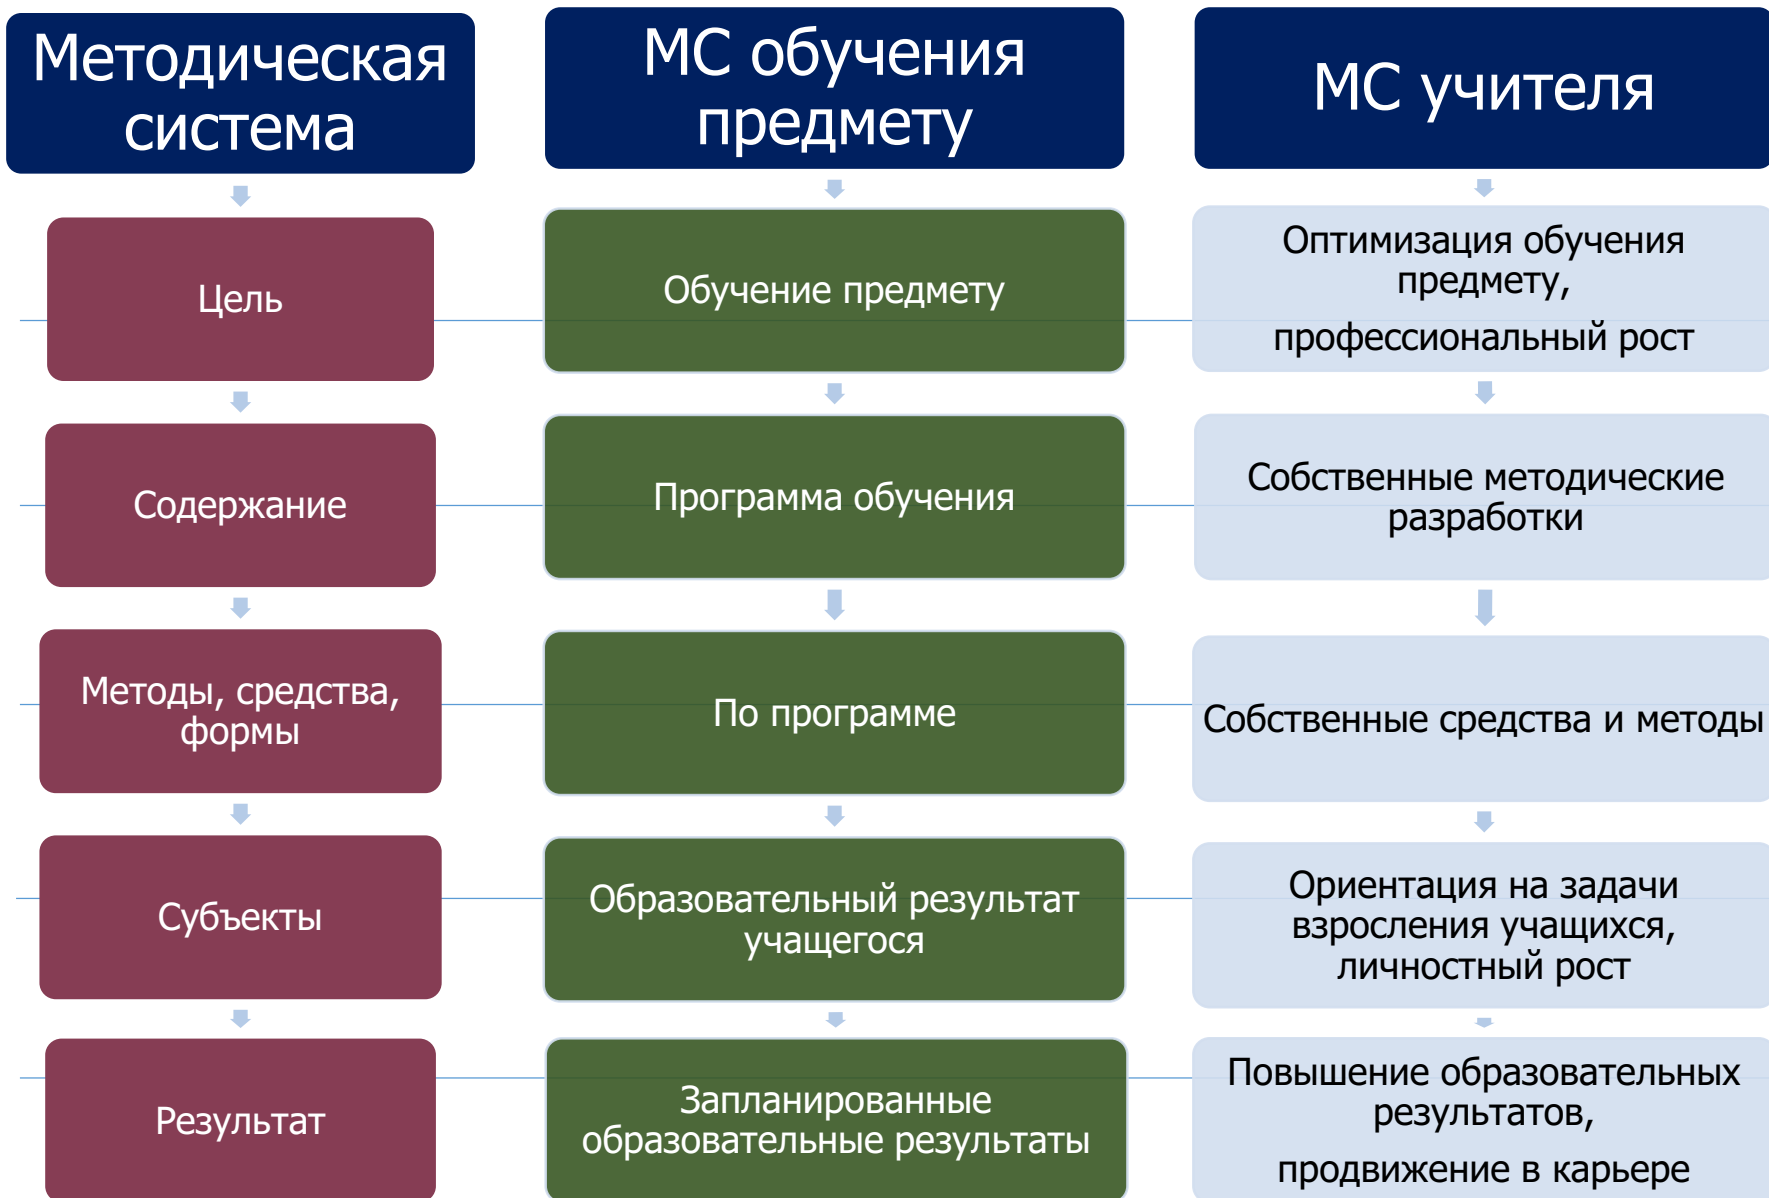 Методическая
система
МС обучения
предмету
МС учителя
Цель
Обучение предмету
Оптимизация обучения
предмету,
профессиональный рост
Содержание
Программа обучения
Собственные методические
разработки
Методы, средства,
формы
По программе
Собственные средства и методы
Субъекты
Образовательный результат
учащегося
Ориентация на задачи
взросления учащихся,
личностный рост
Результат
Запланированные
образовательные результаты
Повышение образовательных
результатов,
продвижение в карьере